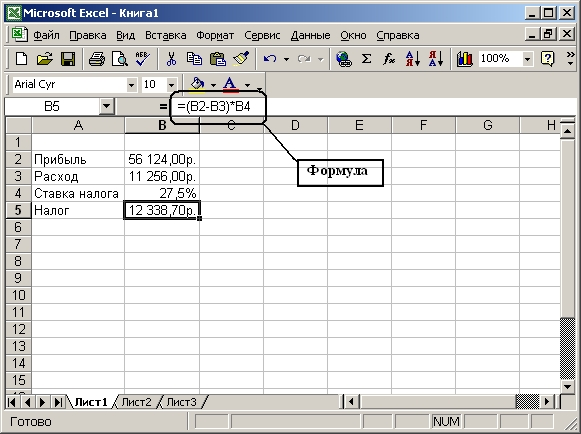 Microsoft Excel - Книга1
Файл Правка Вид Вставка Формат Сервис Данные Окно Справка
100%
Arial Cyr 10
B5 = =(B2-B3)*B4
A B C D E F G H
1
2 Прибыль 56 124,00р.
3 Расход 11 256,00р.
4 Ставка налога 27,5%
5 Налог 12 338,70р.
Формула
6
7
8
9
10
11
12
13
14
15
Лист1 Лист2 Лист3
Готово NUM